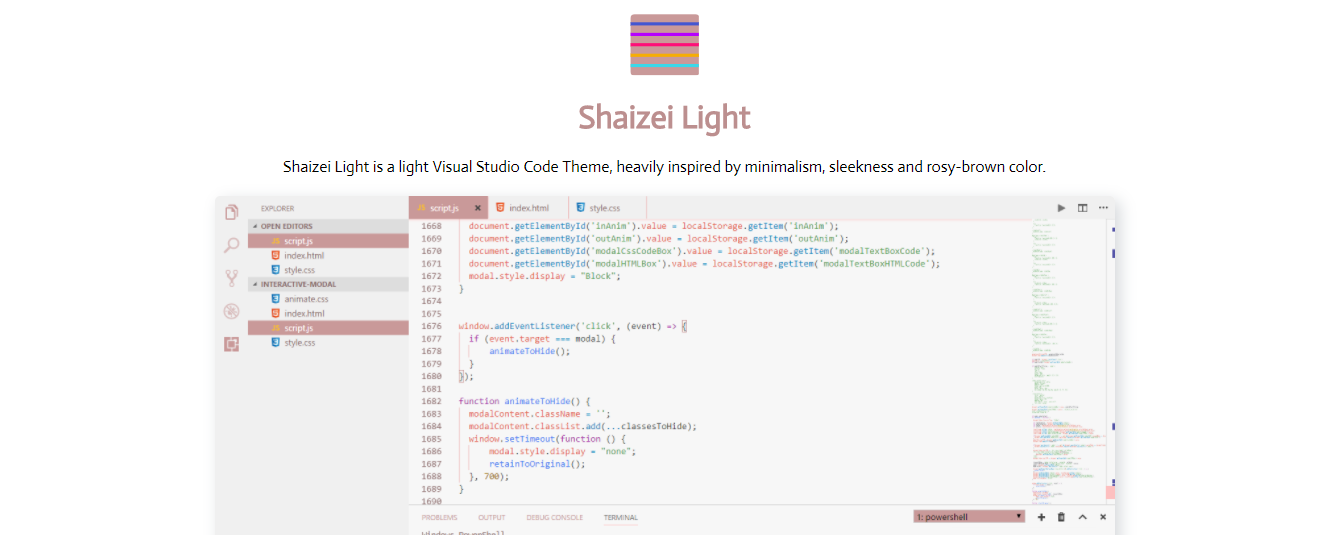 Shaizei Light
Shaizei Light is a light Visual Studio Code Theme, heavily inspired by minimalism, sleekness and rosy-brown color.
EXPLORER
OPEN EDITORS
JS script.js
index.html
style.css
INTERACTIVE-MODAL
animate.css
index.html
JS script.js
style.css
JS script.js × index.html style.css
1668 document.getElementById('inAnim').value = localStorage.getItem('inAnim');
1669 document.getElementById('outAnim').value = localStorage.getItem('outAnim');
1670 document.getElementById('modalCssCodeBox').value = localStorage.getItem('modalTextBoxCode');
1671 document.getElementById('modalHTMLBox').value = localStorage.getItem('modalTextBoxHTMLCode');
1672 modal.style.display = "Block";
1673 }
1674
1675
1676 window.addEventListener('click', (event) => {
1677 if (event.target === modal) {
1678 animateToHide();
1679 }
1680 });
1681
1682 function animateToHide() {
1683 modalContent.className = '';
1684 modalContent.classList.add(...classesToHide);
1685 window.setTimeout(function () {
1686 modal.style.display = "none";
1687 retainToOriginal();
1688 }, 700);
1689 }
1690
PROBLEMS OUTPUT DEBUG CONSOLE TERMINAL 1: powershell
Windows PowerShell